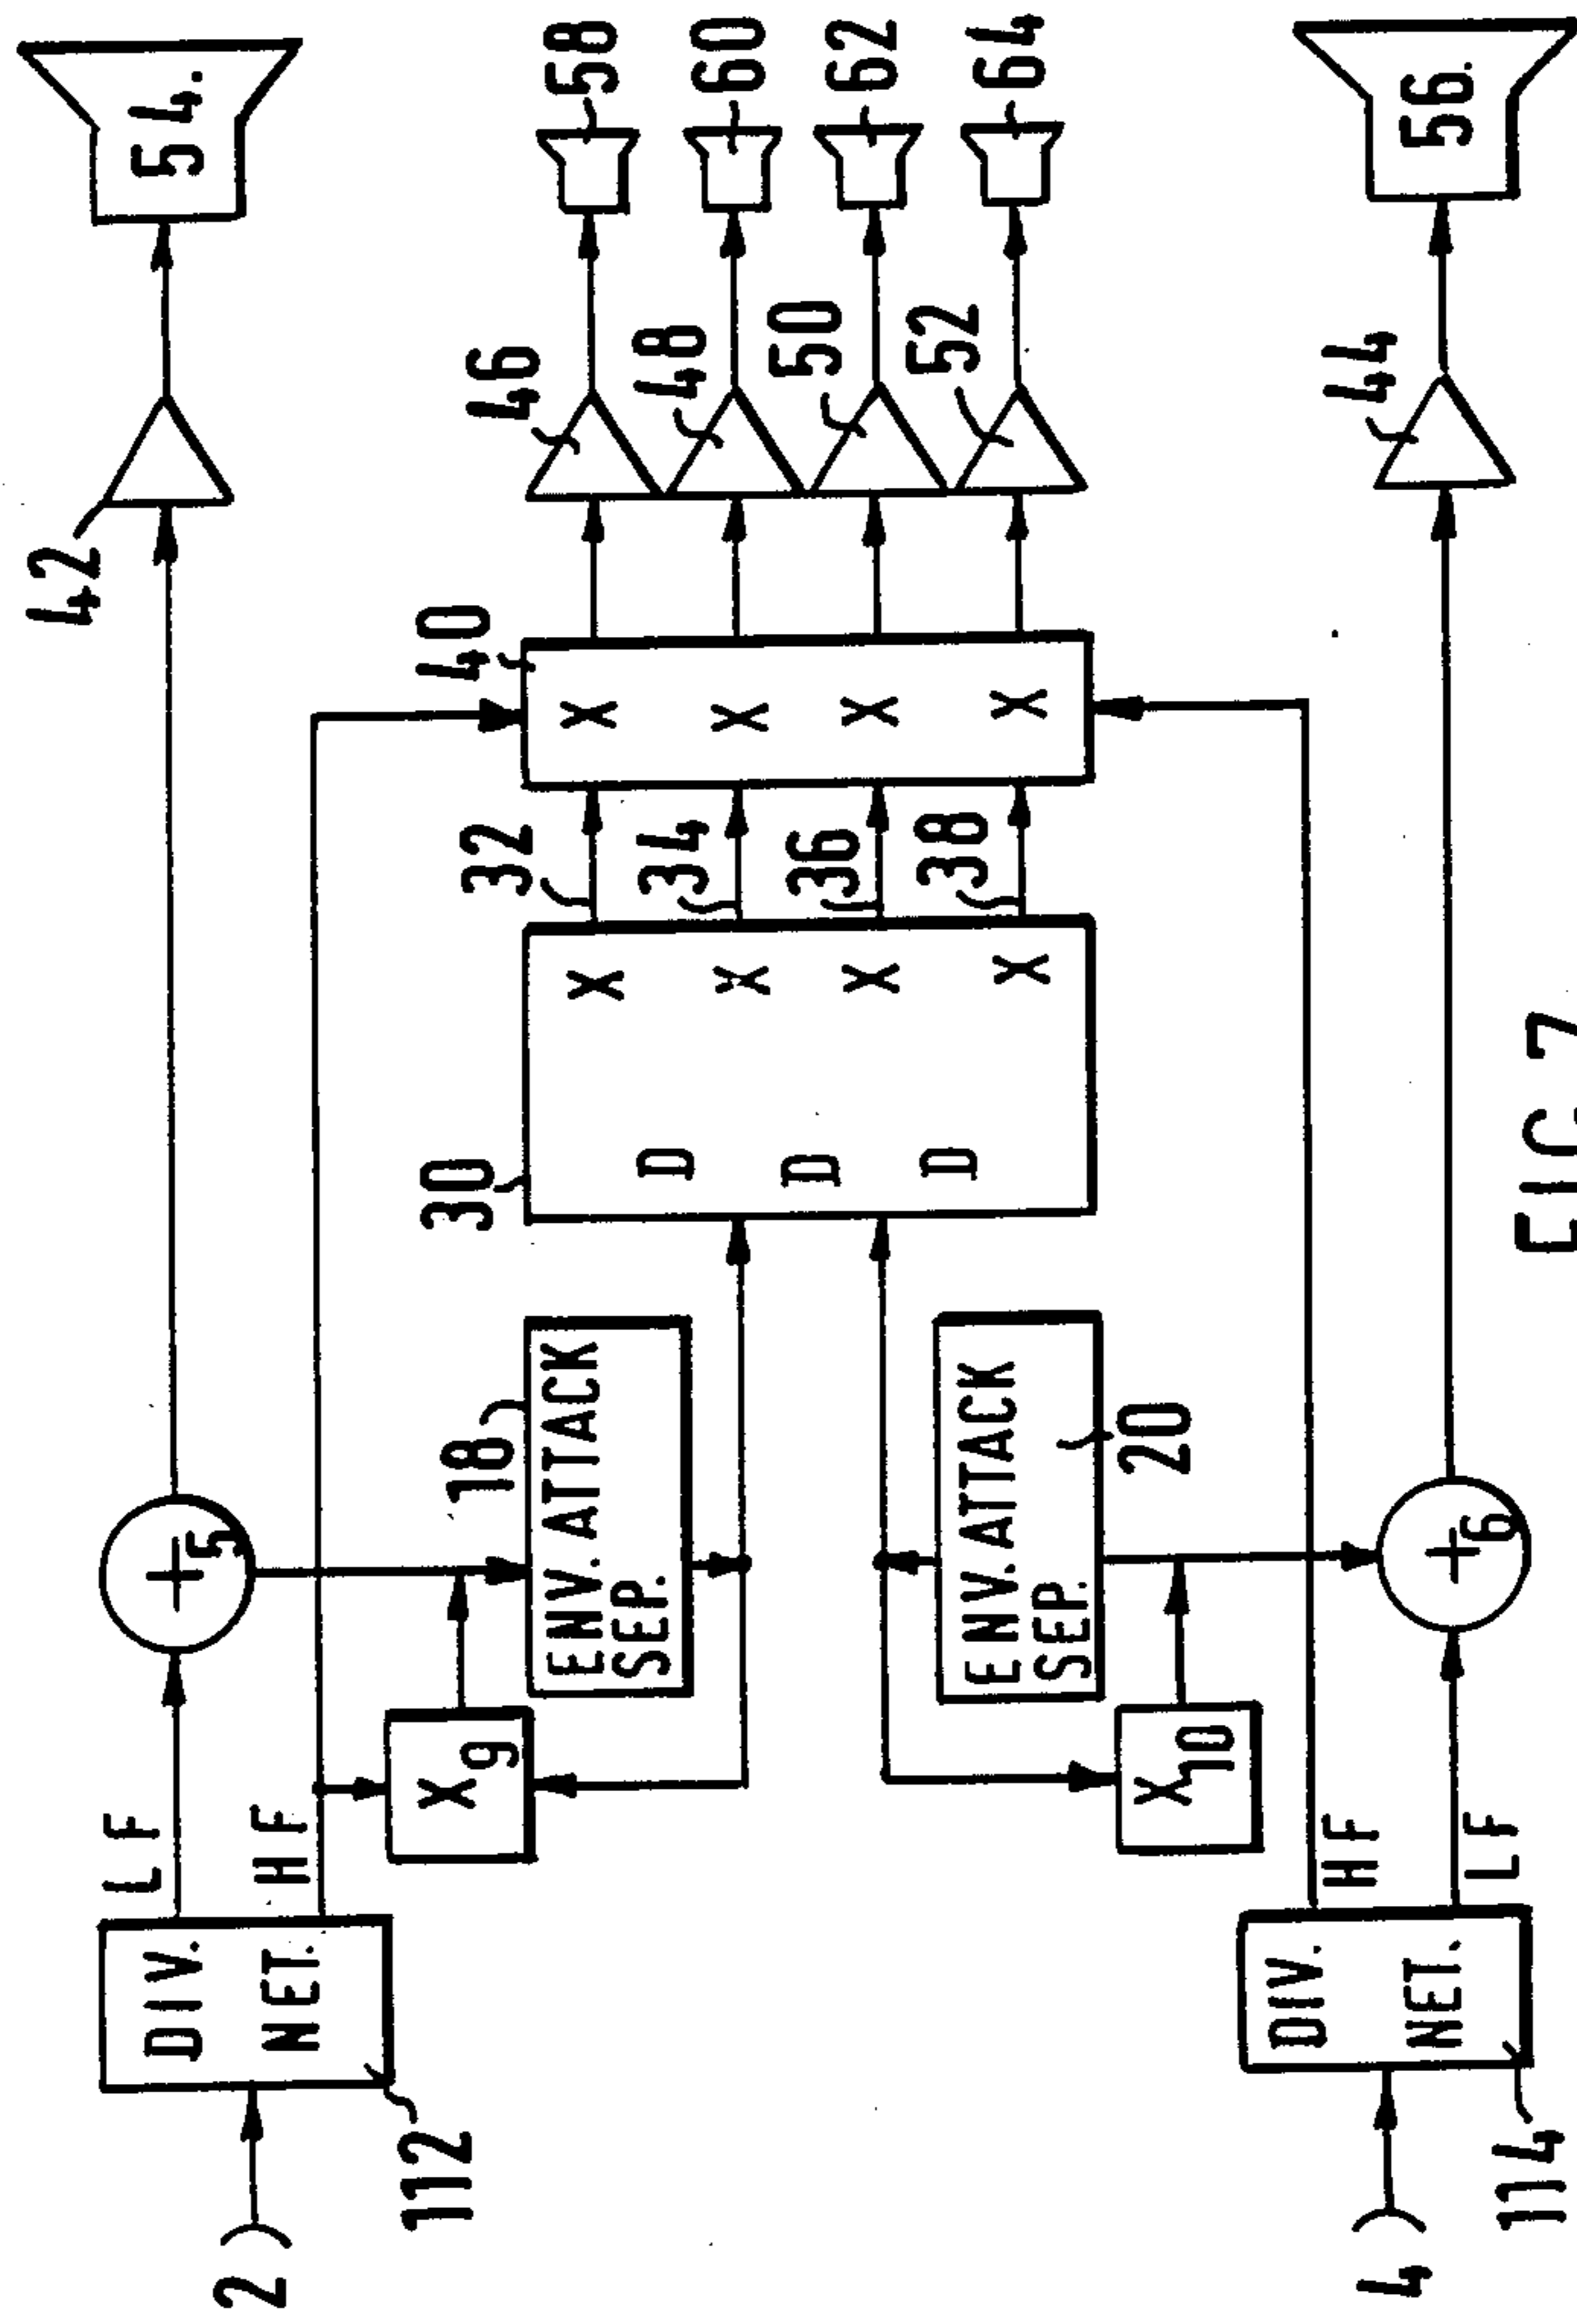 2
112
DIV.
NET.
LF
HF
+5
X9
18
ENV. ATTACK
SEP.
30
D
D
D
X
X
X
X
32
34
36
38
40
X
X
X
X
42
46
48
50
52
54.
58
60
62
64
4
114
DIV.
NET.
HF
LF
X10
ENV. ATTACK
SEP.
20
+6
44
56.
FIG 7